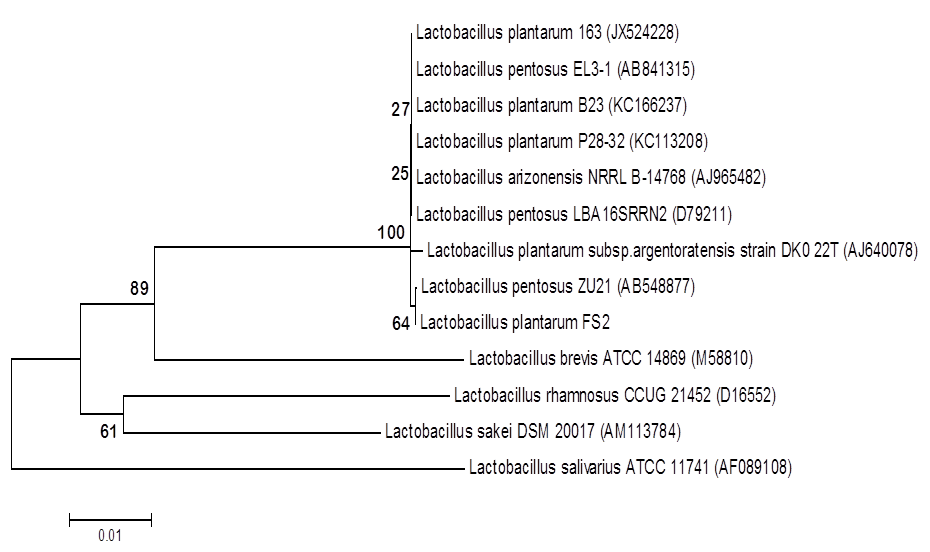 Lactobacillus plantarum 163 (JX524228)
Lactobacillus pentosus EL3-1 (AB841315)
27
Lactobacillus plantarum B23 (KC166237)
Lactobacillus plantarum P28-32 (KC113208)
25
Lactobacillus arizonensis NRRL B-14768 (AJ965482)
Lactobacillus pentosus LBA16SRRN2 (D79211)
100
Lactobacillus plantarum subsp.argentoratensis strain DK0 22T (AJ640078)
89
Lactobacillus pentosus ZU21 (AB548877)
64
Lactobacillus plantarum FS2
Lactobacillus brevis ATCC 14869 (M58810)
Lactobacillus rhamnosus CCUG 21452 (D16552)
61
Lactobacillus sakei DSM 20017 (AM113784)
Lactobacillus salivarius ATCC 11741 (AF089108)
0.01